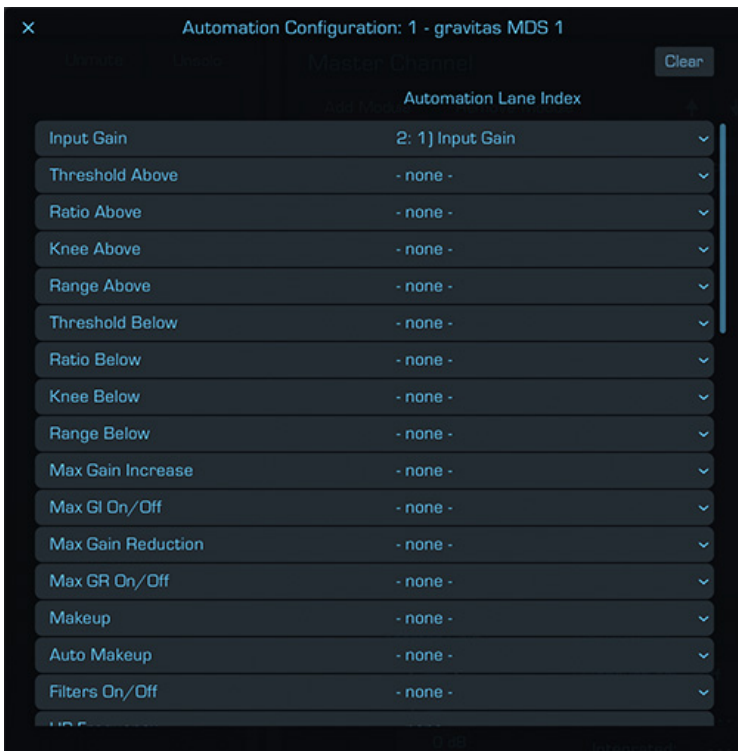 × Automation Configuration: 1 - gravitas MDS 1
Unmute Unsolo Master Channel Clear
Automation Lane Index
Input Gain 2: 1) Input Gain
Threshold Above - none -
Ratio Above - none -
Knee Above - none -
Range Above - none -
Threshold Below - none -
Ratio Below - none -
Knee Below - none -
Range Below - none -
Max Gain Increase - none -
Max GI On/Off - none -
Max Gain Reduction - none -
Max GR On/Off - none -
Makeup - none -
Auto Makeup - none -
Filters On/Off - none -